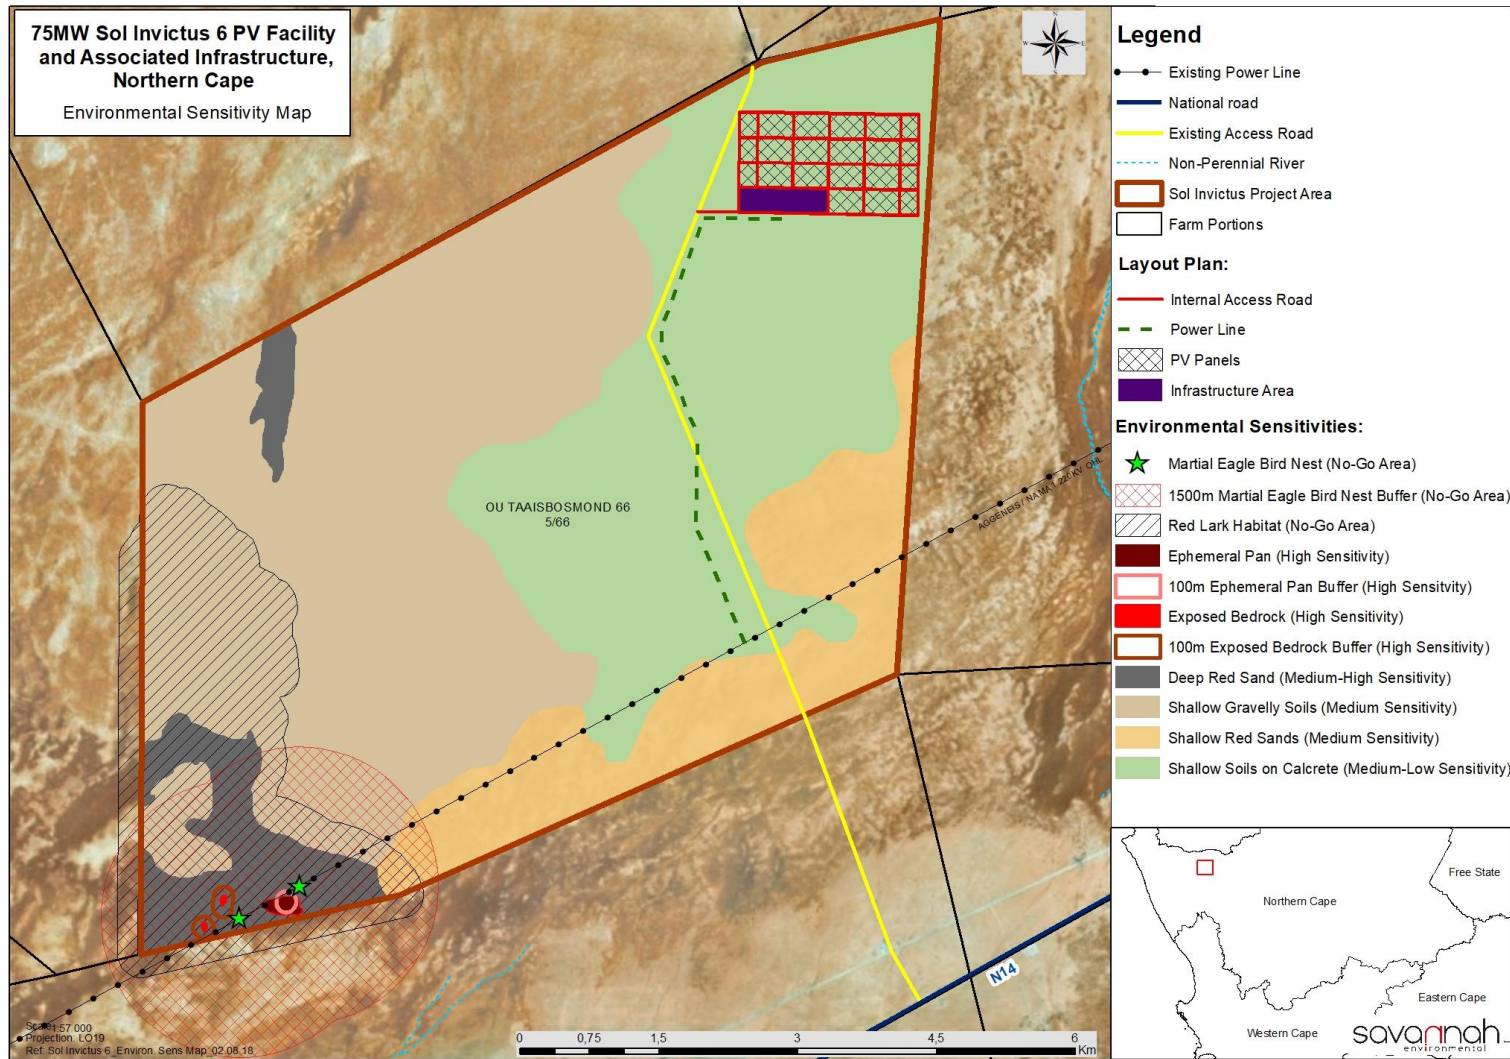 75MW Sol Invictus 6 PV Facility
and Associated Infrastructure,
Northern Cape
Environmental Sensitivity Map
N
W
E
S
OU TAAISBOSMOND 66
5/66
AGGENEIS / NAMA 1 220KV OHL
N14
Scale 1:57 000
Projection: LO19
Ref: Sol Invictus 6_Environ. Sens Map_02.08.18
0
0,75
1,5
3
4,5
6
Km
Legend
Existing Power Line
National road
Existing Access Road
Non-Perennial River
Sol Invictus Project Area
Farm Portions
Layout Plan:
Internal Access Road
Power Line
PV Panels
Infrastructure Area
Environmental Sensitivities:
Martial Eagle Bird Nest (No-Go Area)
1500m Martial Eagle Bird Nest Buffer (No-Go Area)
Red Lark Habitat (No-Go Area)
Ephemeral Pan (High Sensitivity)
100m Ephemeral Pan Buffer (High Sensitivty)
Exposed Bedrock (High Sensitivity)
100m Exposed Bedrock Buffer (High Sensitivity)
Deep Red Sand (Medium-High Sensitivity)
Shallow Gravelly Soils (Medium Sensitivity)
Shallow Red Sands (Medium Sensitivity)
Shallow Soils on Calcrete (Medium-Low Sensitivity)
Free State
Northern Cape
Eastern Cape
Western Cape
savannah
environmental